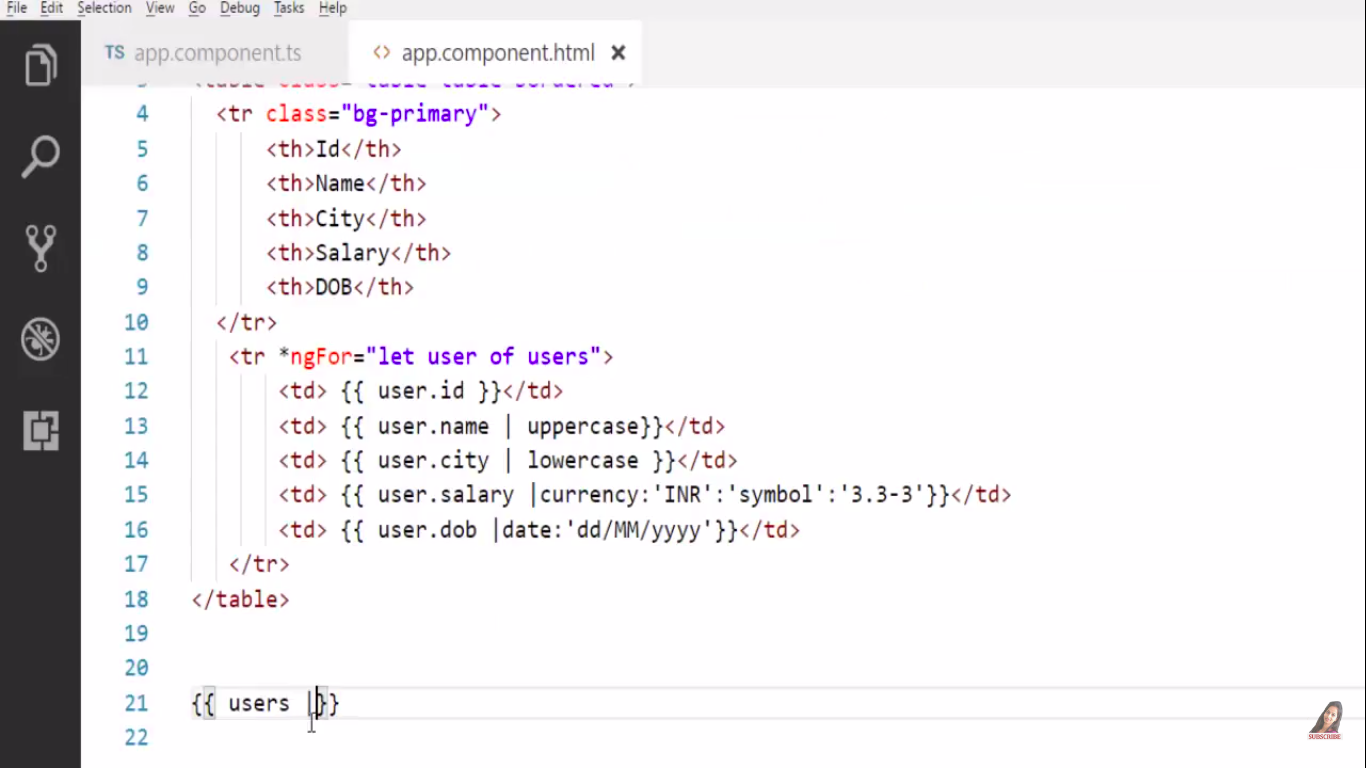 File Edit Selection View Go Debug Tasks Help
TS app.component.ts <> app.component.html ×
3 <table class="table table-bordered">
4 <tr class="bg-primary">
5 <th>Id</th>
6 <th>Name</th>
7 <th>City</th>
8 <th>Salary</th>
9 <th>DOB</th>
10 </tr>
11 <tr *ngFor="let user of users">
12 <td> {{ user.id }}</td>
13 <td> {{ user.name | uppercase}}</td>
14 <td> {{ user.city | lowercase }}</td>
15 <td> {{ user.salary |currency:'INR':'symbol':'3.3-3'}}</td>
16 <td> {{ user.dob |date:'dd/MM/yyyy'}}</td>
17 </tr>
18 </table>
19
20
21 {{ users |}}
22
SUBSCRIBE